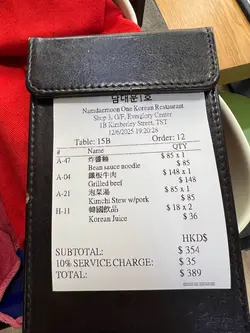 남대문1호
Namdaemoon One Korean Restaurant
Shop 3, G/F, Everglory Center
1B Kimberley Street, TST
12/6/2025 19:20:28
Table: 15B Order: 12
# Name QTY
A-47 炸醬麵 $ 85 x 1
Bean sauce noodle $ 85
A-04 鐵板牛肉 $ 148 x 1
Grilled beef $ 148
A-21 泡菜湯 $ 85 x 1
Kimchi Stew w/pork $ 85
H-11 韓國飲品 $ 18 x 2
Korean Juice $ 36
HKD$
SUBTOTAL: $ 354
10% SERVICE CHARGE: $ 35
TOTAL: $ 389